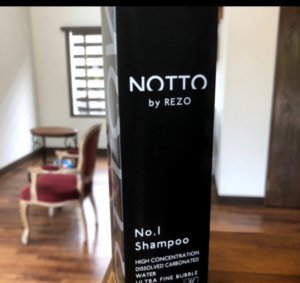 NOTTO
by REZO
No.1
Shampoo
HIGH CONCENTRATION
DISSOLVED CARBONATED
WATER
ULTRA FINE BUBBLE